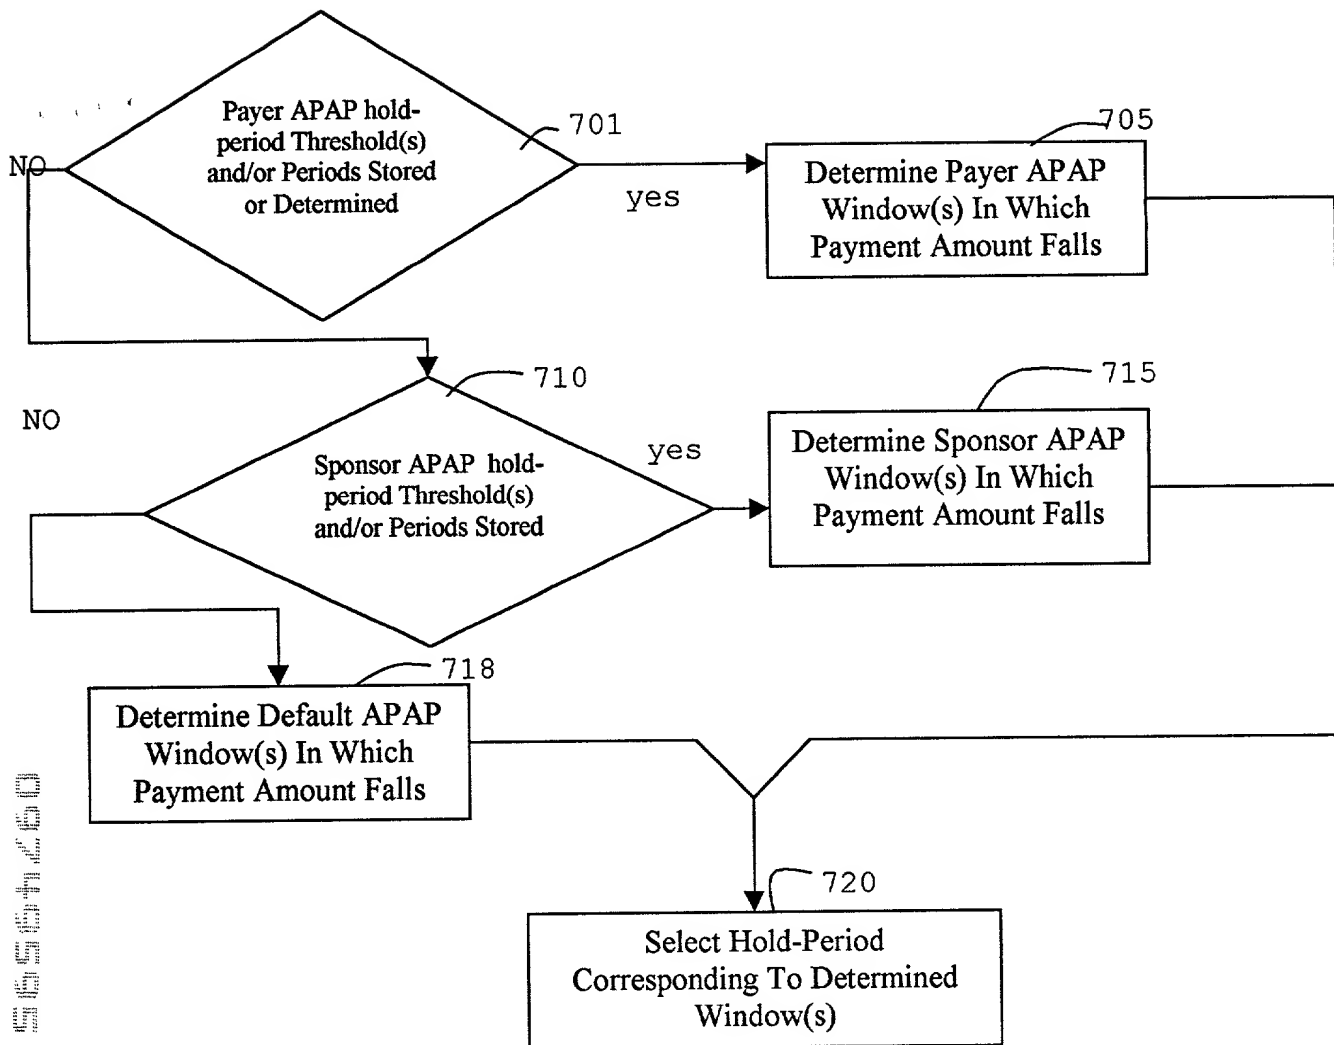 Payer APAP hold-
period Threshold(s)
and/or Periods Stored
or Determined
701
NO
yes
705
Determine Payer APAP
Window(s) In Which
Payment Amount Falls
710
NO
Sponsor APAP hold-
period Threshold(s)
and/or Periods Stored
yes
715
Determine Sponsor APAP
Window(s) In Which
Payment Amount Falls
718
Determine Default APAP
Window(s) In Which
Payment Amount Falls
720
Select Hold-Period
Corresponding To Determined
Window(s)